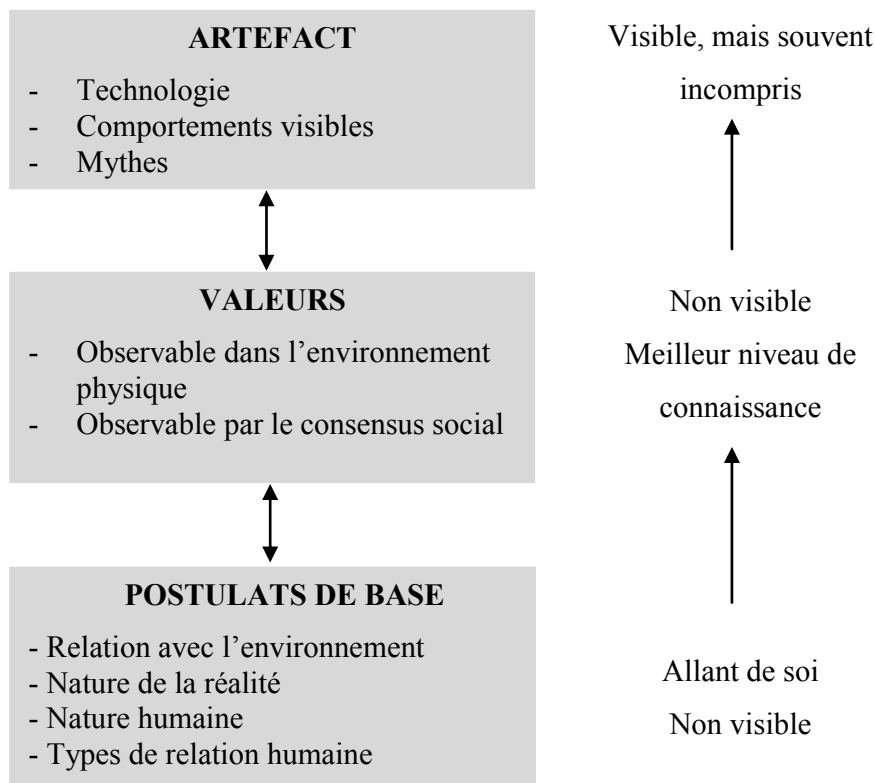 ARTEFACT
- Technologie
- Comportements visibles
- Mythes
Visible, mais souvent
incompris
VALEURS
- Observable dans l’environnement
physique
- Observable par le consensus social
Non visible
Meilleur niveau de
connaissance
POSTULATS DE BASE
- Relation avec l’environnement
- Nature de la réalité
- Nature humaine
- Types de relation humaine
Allant de soi
Non visible